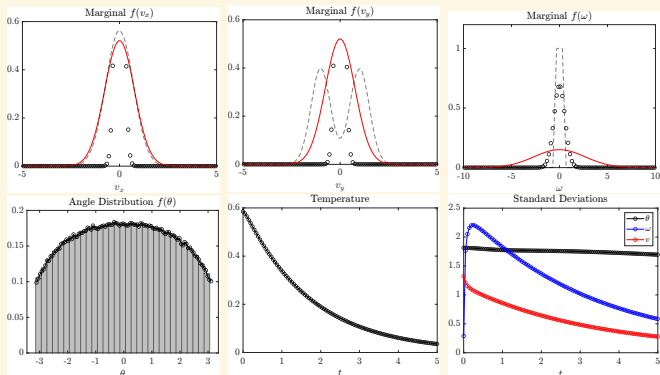 Marginal f(v_x)
0.6
0.4
0.2
0
-5 0 5
v_x
Marginal f(v_y)
0.6
0.4
0.2
0
-5 0 5
v_y
Marginal f(ω)
1
0.5
0
-10 -5 0 5 10
ω
Angle Distribution f(θ)
0.2
0.15
0.1
0.05
0
-3 -2 -1 0 1 2 3
θ
Temperature
0.6
0.4
0.2
0
0 1 2 3 4 5
t
Standard Deviations
2.5
2
1.5
1
0.5
0
θ
ω
v
0 1 2 3 4 5
t